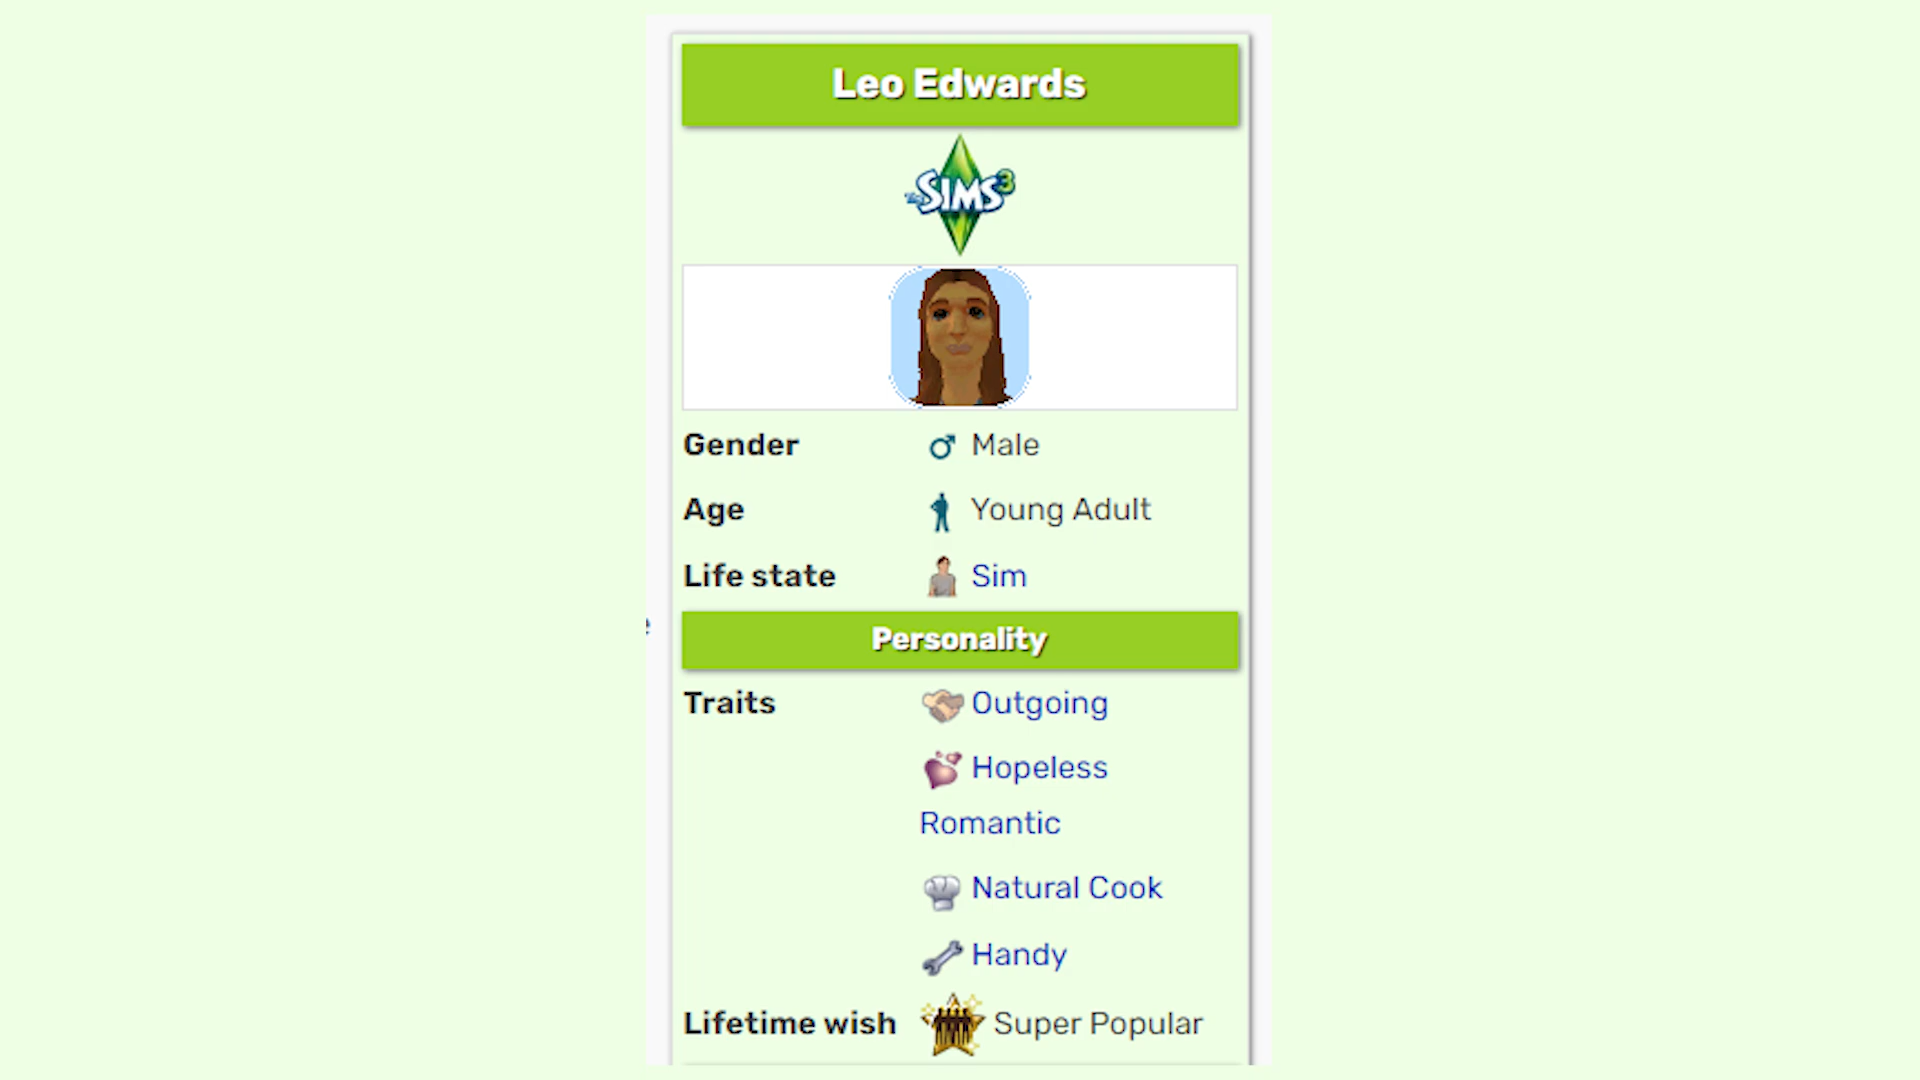 Leo Edwards
The SIMS 3
Gender Male
Age Young Adult
Life state Sim
e
Personality
Traits Outgoing
Hopeless
Romantic
Natural Cook
Handy
Lifetime wish Super Popular